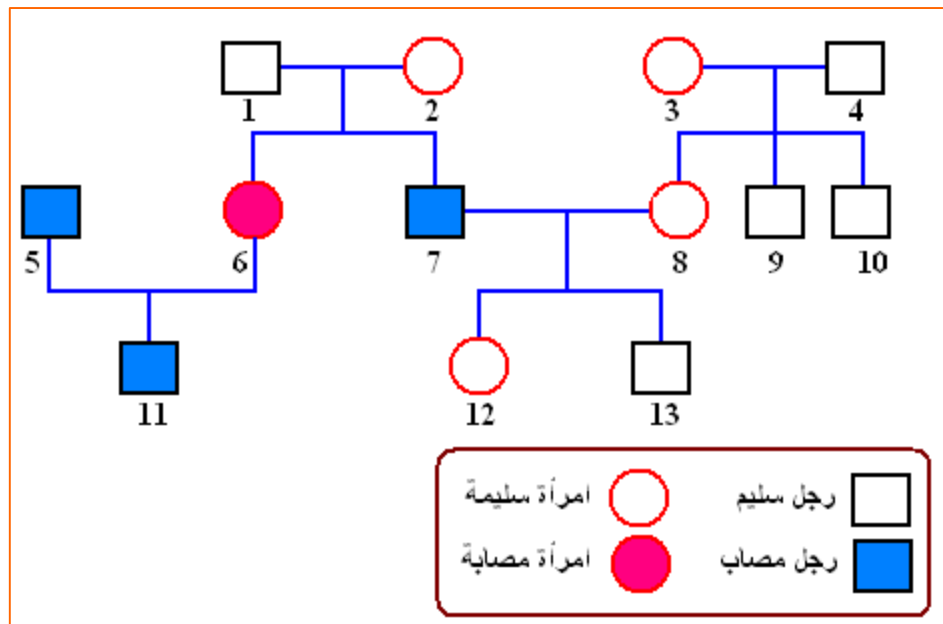 1 2 3 4
5 6 7 8 9 10
11 12 13
رجل سليم امرأة سليمة
رجل مصاب امرأة مصابة